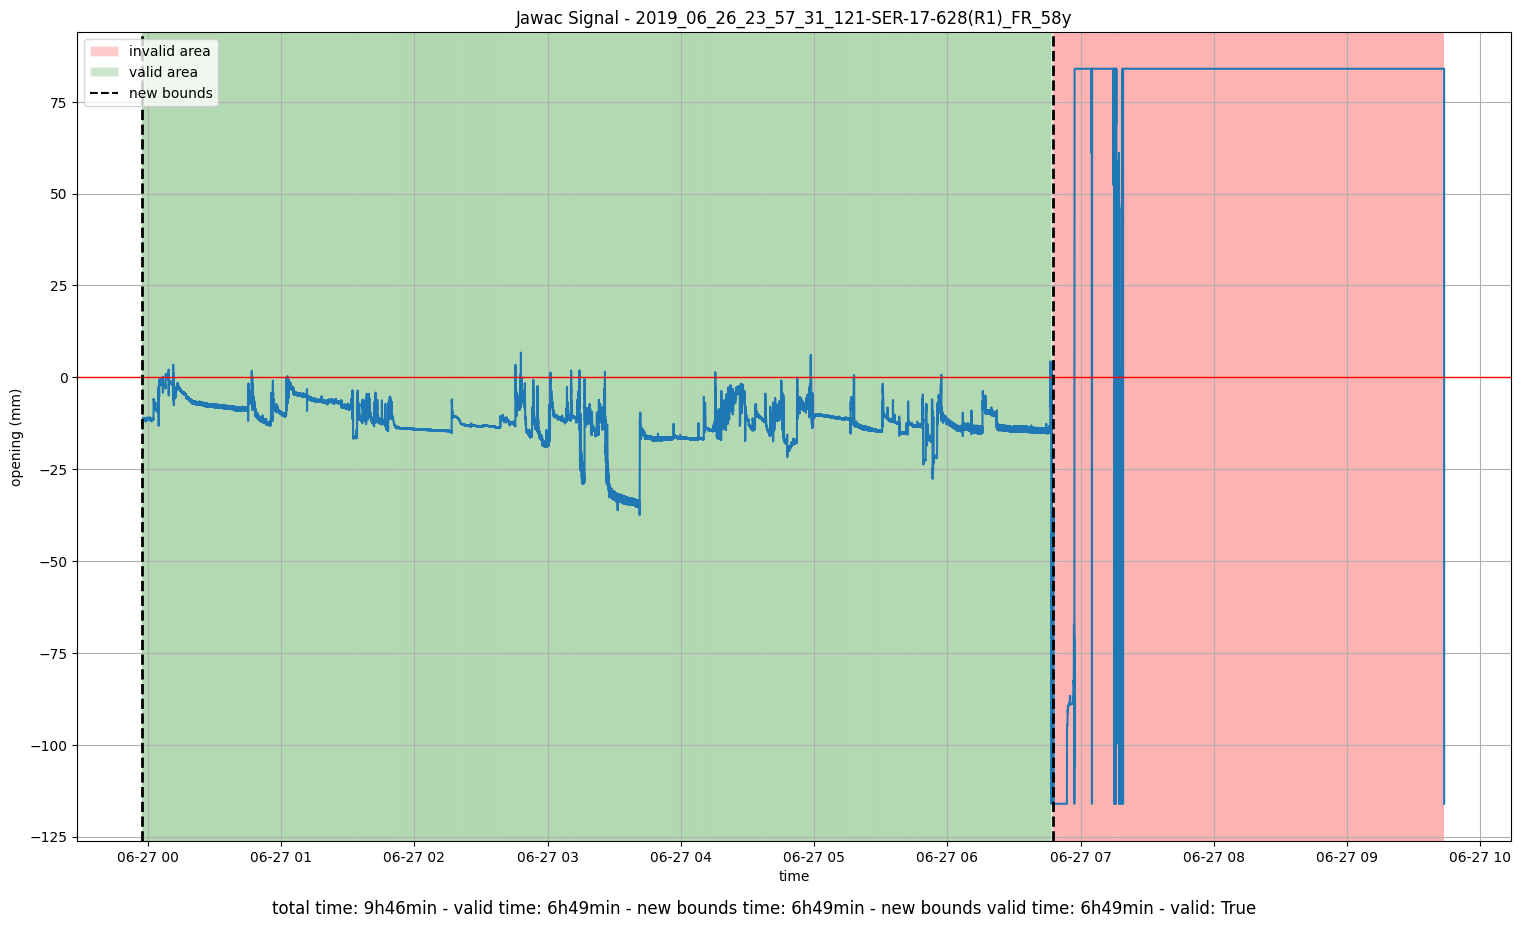 Jawac Signal - 2019_06_26_23_57_31_121-SER-17-628(R1)_FR_58y
invalid area
valid area
new bounds
75
50
25
0
−25
−50
−75
−100
−125
opening (mm)
06-27 00
06-27 01
06-27 02
06-27 03
06-27 04
06-27 05
06-27 06
06-27 07
06-27 08
06-27 09
06-27 10
time
total time: 9h46min - valid time: 6h49min - new bounds time: 6h49min - new bounds valid time: 6h49min - valid: True